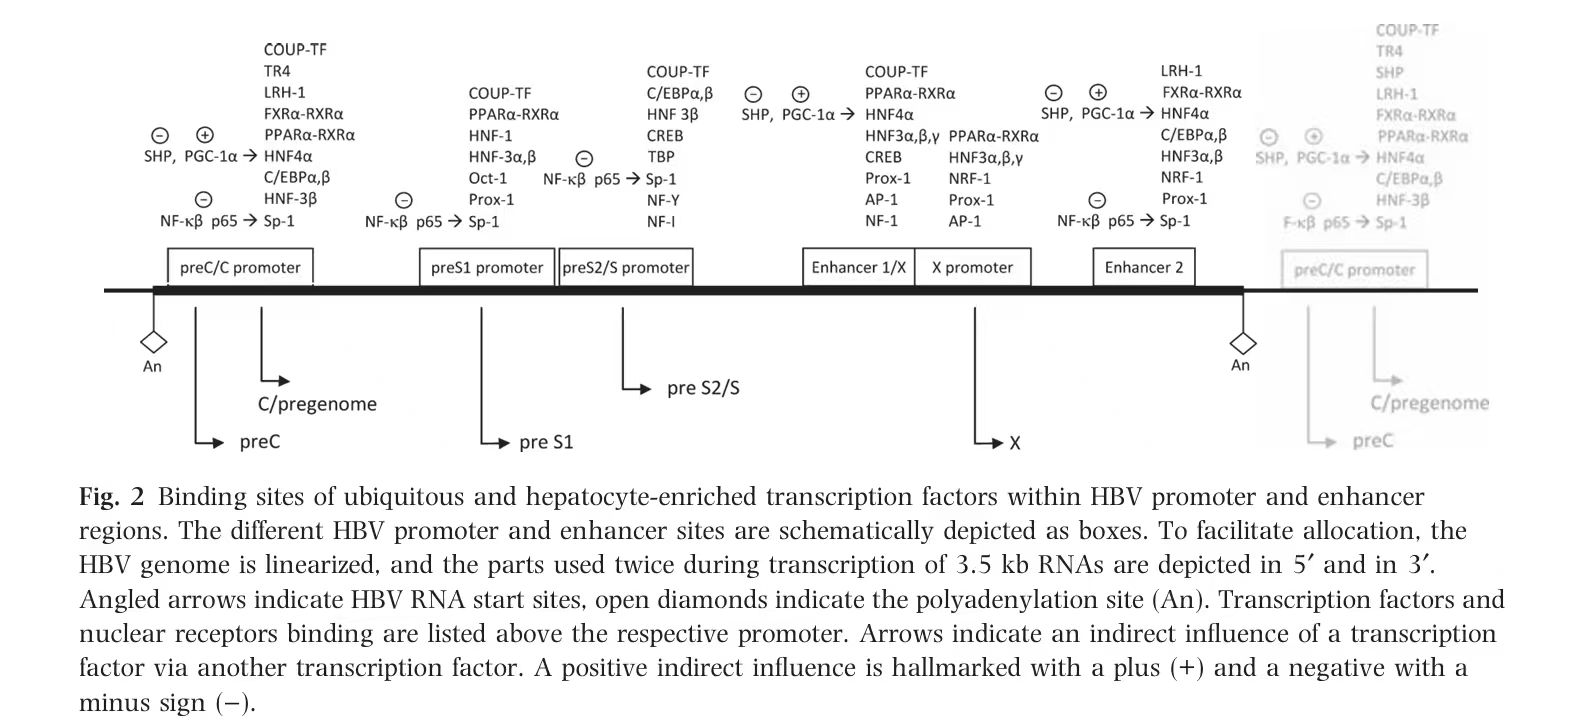 COUP-TF
TR4
LRH-1
FXRα-RXRα
PPARα-RXRα
− +
SHP, PGC-1α → HNF4α
C/EBPα,β
HNF-3β
−
NF-κβ p65 → Sp-1
preC/C promoter
COUP-TF
PPARα-RXRα
HNF-1
HNF-3α,β
Oct-1
Prox-1
−
NF-κβ p65 → Sp-1
preS1 promoter
COUP-TF
C/EBPα,β
HNF 3β
CREB
TBP
−
NF-κβ p65 → Sp-1
NF-Y
NF-I
preS2/S promoter
COUP-TF
PPARα-RXRα
− +
SHP, PGC-1α → HNF4α
HNF3α,β,γ
CREB
Prox-1
AP-1
NF-1
Enhancer 1/X
PPARα-RXRα
HNF3α,β,γ
NRF-1
Prox-1
AP-1
X promoter
LRH-1
FXRα-RXRα
− +
SHP, PGC-1α → HNF4α
C/EBPα,β
HNF3α,β
NRF-1
Prox-1
−
NF-κβ p65 → Sp-1
Enhancer 2
COUP-TF
TR4
SHP
LRH-1
FXRα-RXRα
PPARα-RXRα
− +
SHP, PGC-1α → HNF4α
C/EBPα,β
HNF-3β
−
F-κβ p65 → Sp-1
preC/C promoter
An
C/pregenome
preC
pre S1
pre S2/S
X
An
C/pregenome
preC
Fig. 2 Binding sites of ubiquitous and hepatocyte-enriched transcription factors within HBV promoter and enhancer
regions. The different HBV promoter and enhancer sites are schematically depicted as boxes. To facilitate allocation, the
HBV genome is linearized, and the parts used twice during transcription of 3.5 kb RNAs are depicted in 5′ and in 3′.
Angled arrows indicate HBV RNA start sites, open diamonds indicate the polyadenylation site (An). Transcription factors and
nuclear receptors binding are listed above the respective promoter. Arrows indicate an indirect influence of a transcription
factor via another transcription factor. A positive indirect influence is hallmarked with a plus (+) and a negative with a
minus sign (−).